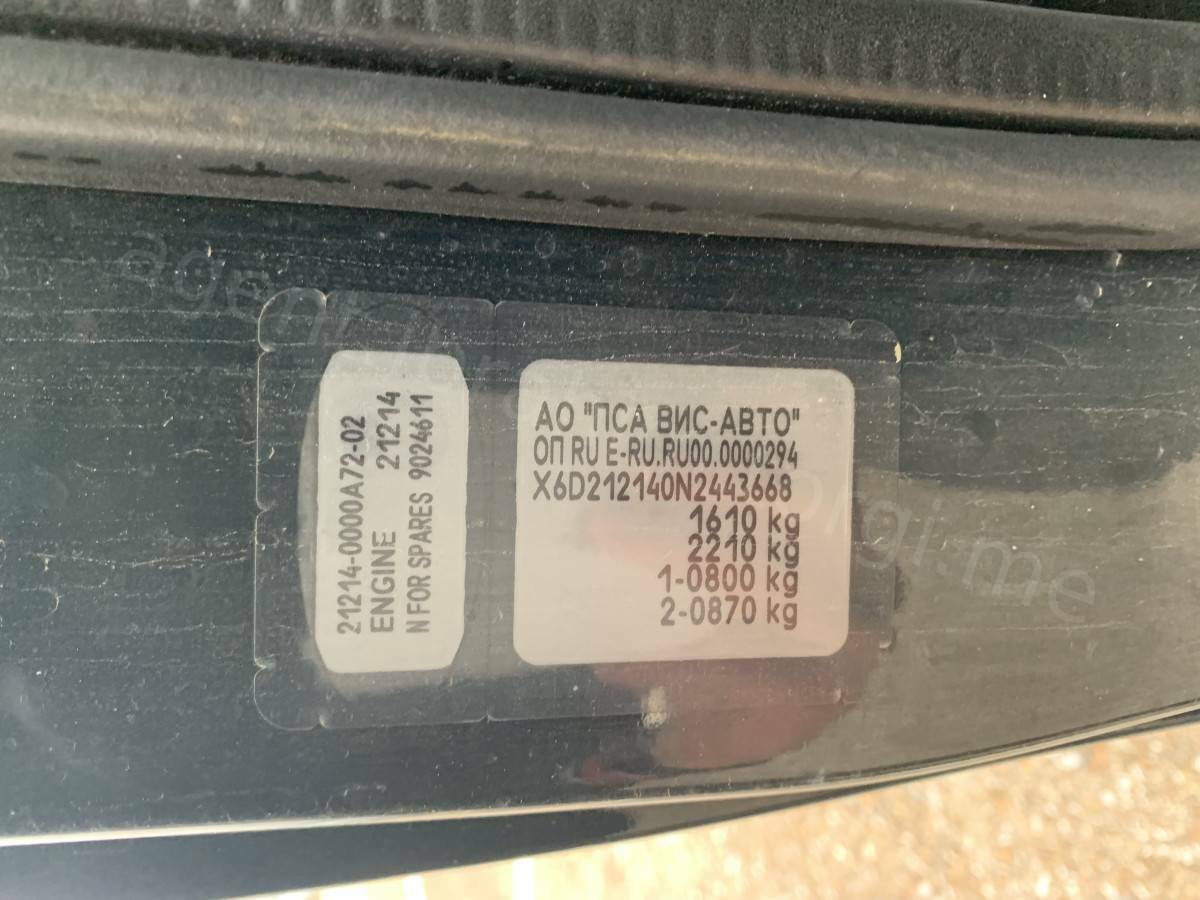 21214-0000A72-02
ENGINE 21214
N FOR SPARES 9024611
АО "ПСА ВИС-АВТО"
ОП RU E-RU.RU00.0000294
X6D212140N2443668
1610 kg
2210 kg
1-0800 kg
2-0870 kg